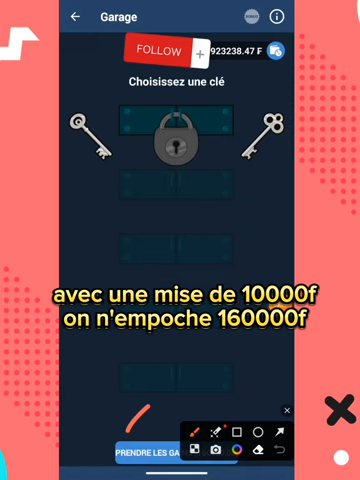 Garage
FOLLOW +
923238.47 ₣
Choisissez une clé
avec une mise de 10000f
on n'empoche 160000f
PRENDRE LES GA